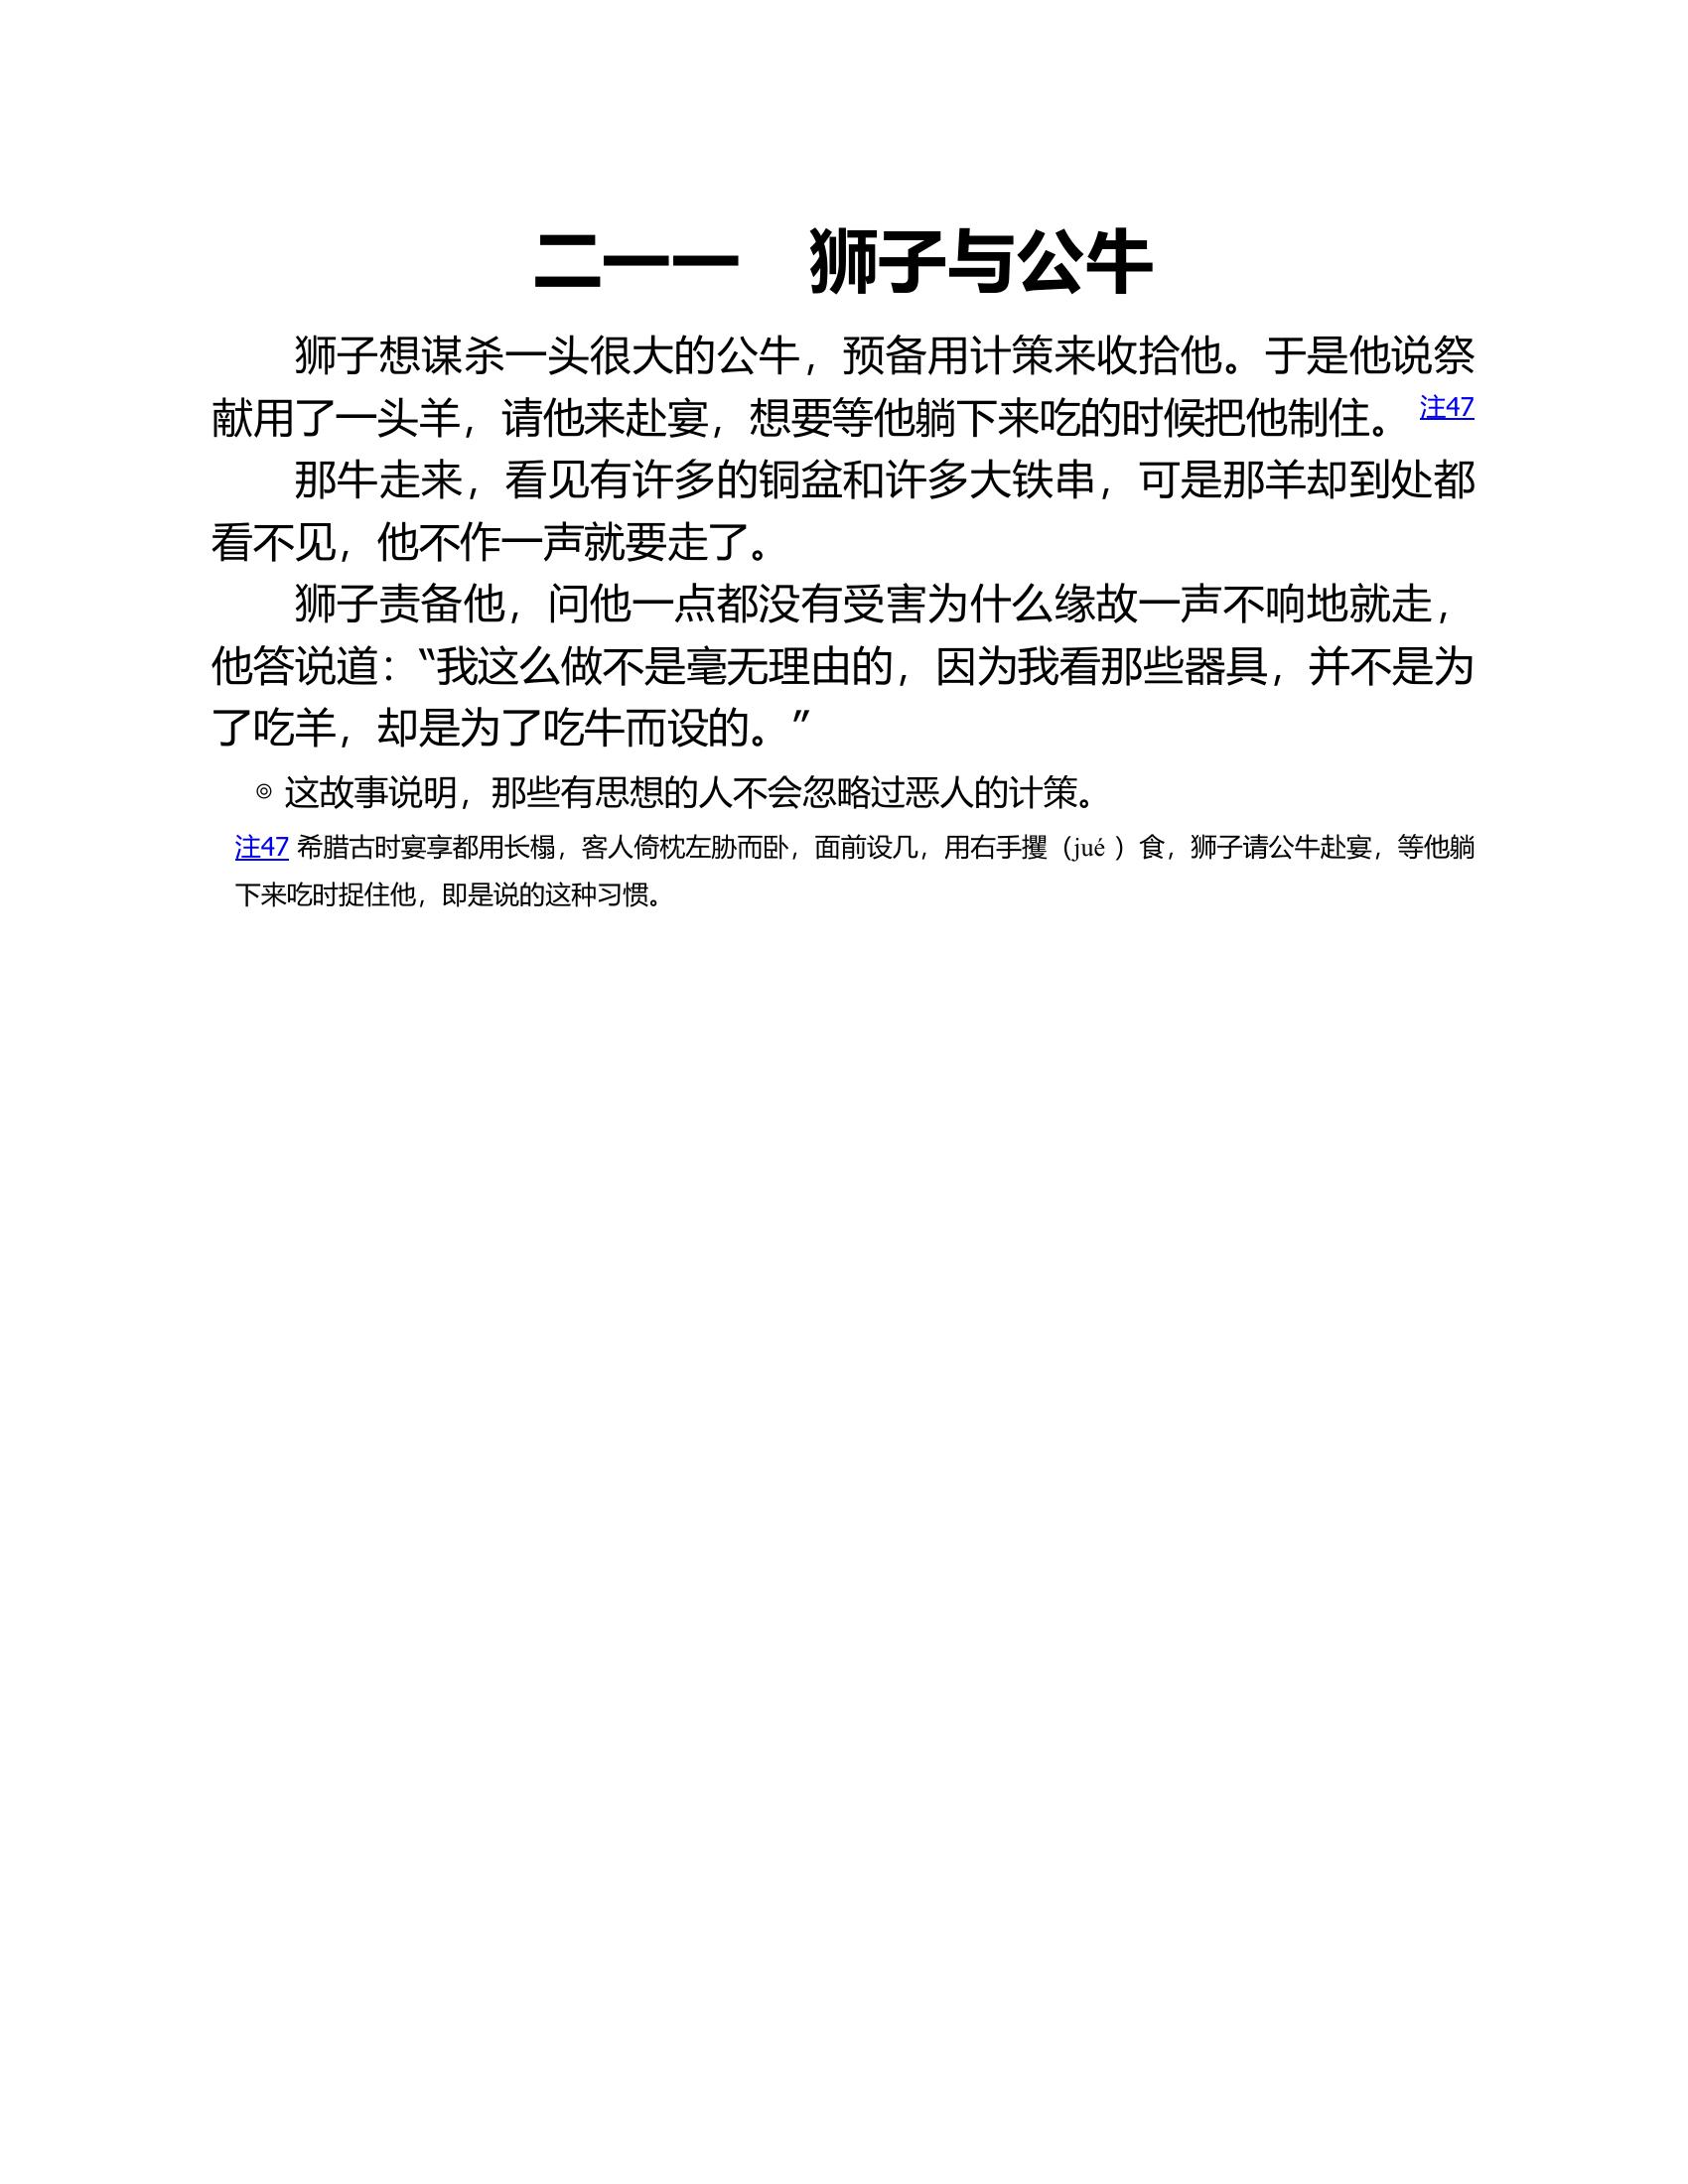 二一一　狮子与公牛
狮子想谋杀一头很大的公牛，预备用计策来收拾他。于是他说祭
献用了一头羊，请他来赴宴，想要等他躺下来吃的时候把他制住。 注47
那牛走来，看见有许多的铜盆和许多大铁串，可是那羊却到处都
看不见，他不作一声就要走了。
狮子责备他，问他一点都没有受害为什么缘故一声不响地就走，
他答说道：“我这么做不是毫无理由的，因为我看那些器具，并不是为
了吃羊，却是为了吃牛而设的。”
◎ 这故事说明，那些有思想的人不会忽略过恶人的计策。
注47 希腊古时宴享都用长榻，客人倚枕左胁而卧，面前设几，用右手攫（jué ）食，狮子请公牛赴宴，等他躺
下来吃时捉住他，即是说的这种习惯。